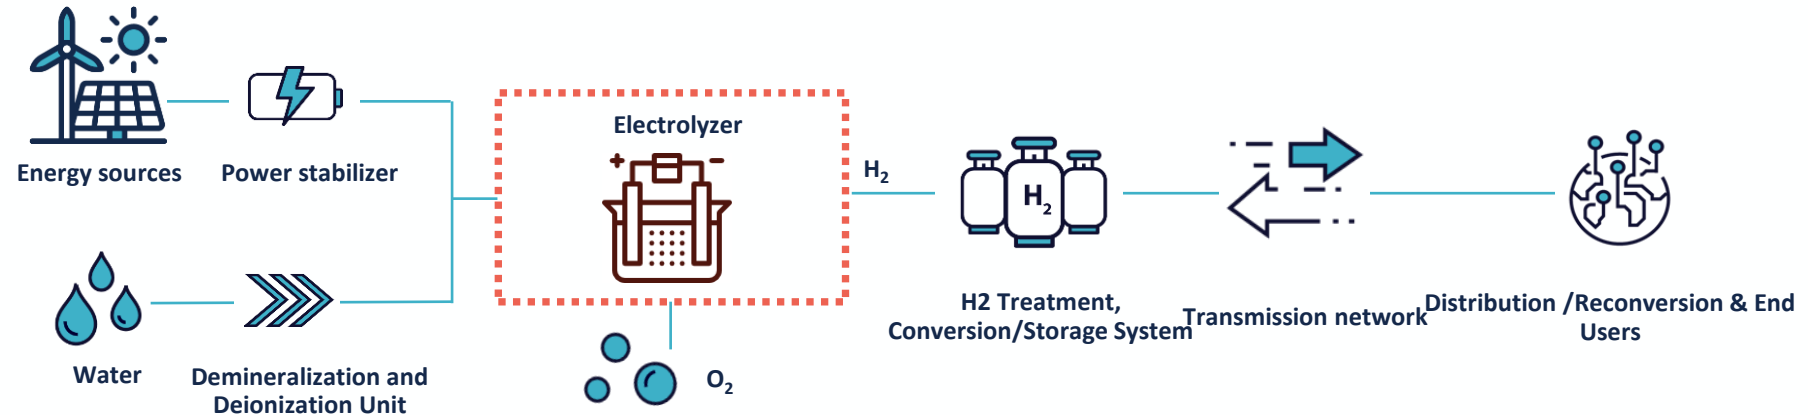 Energy sources
Power stabilizer
Water
Demineralization and
Deionization Unit
Electrolyzer
+ −
O₂
H₂
H₂
H2 Treatment,
Conversion/Storage System
Transmission network
Distribution /Reconversion & End
Users